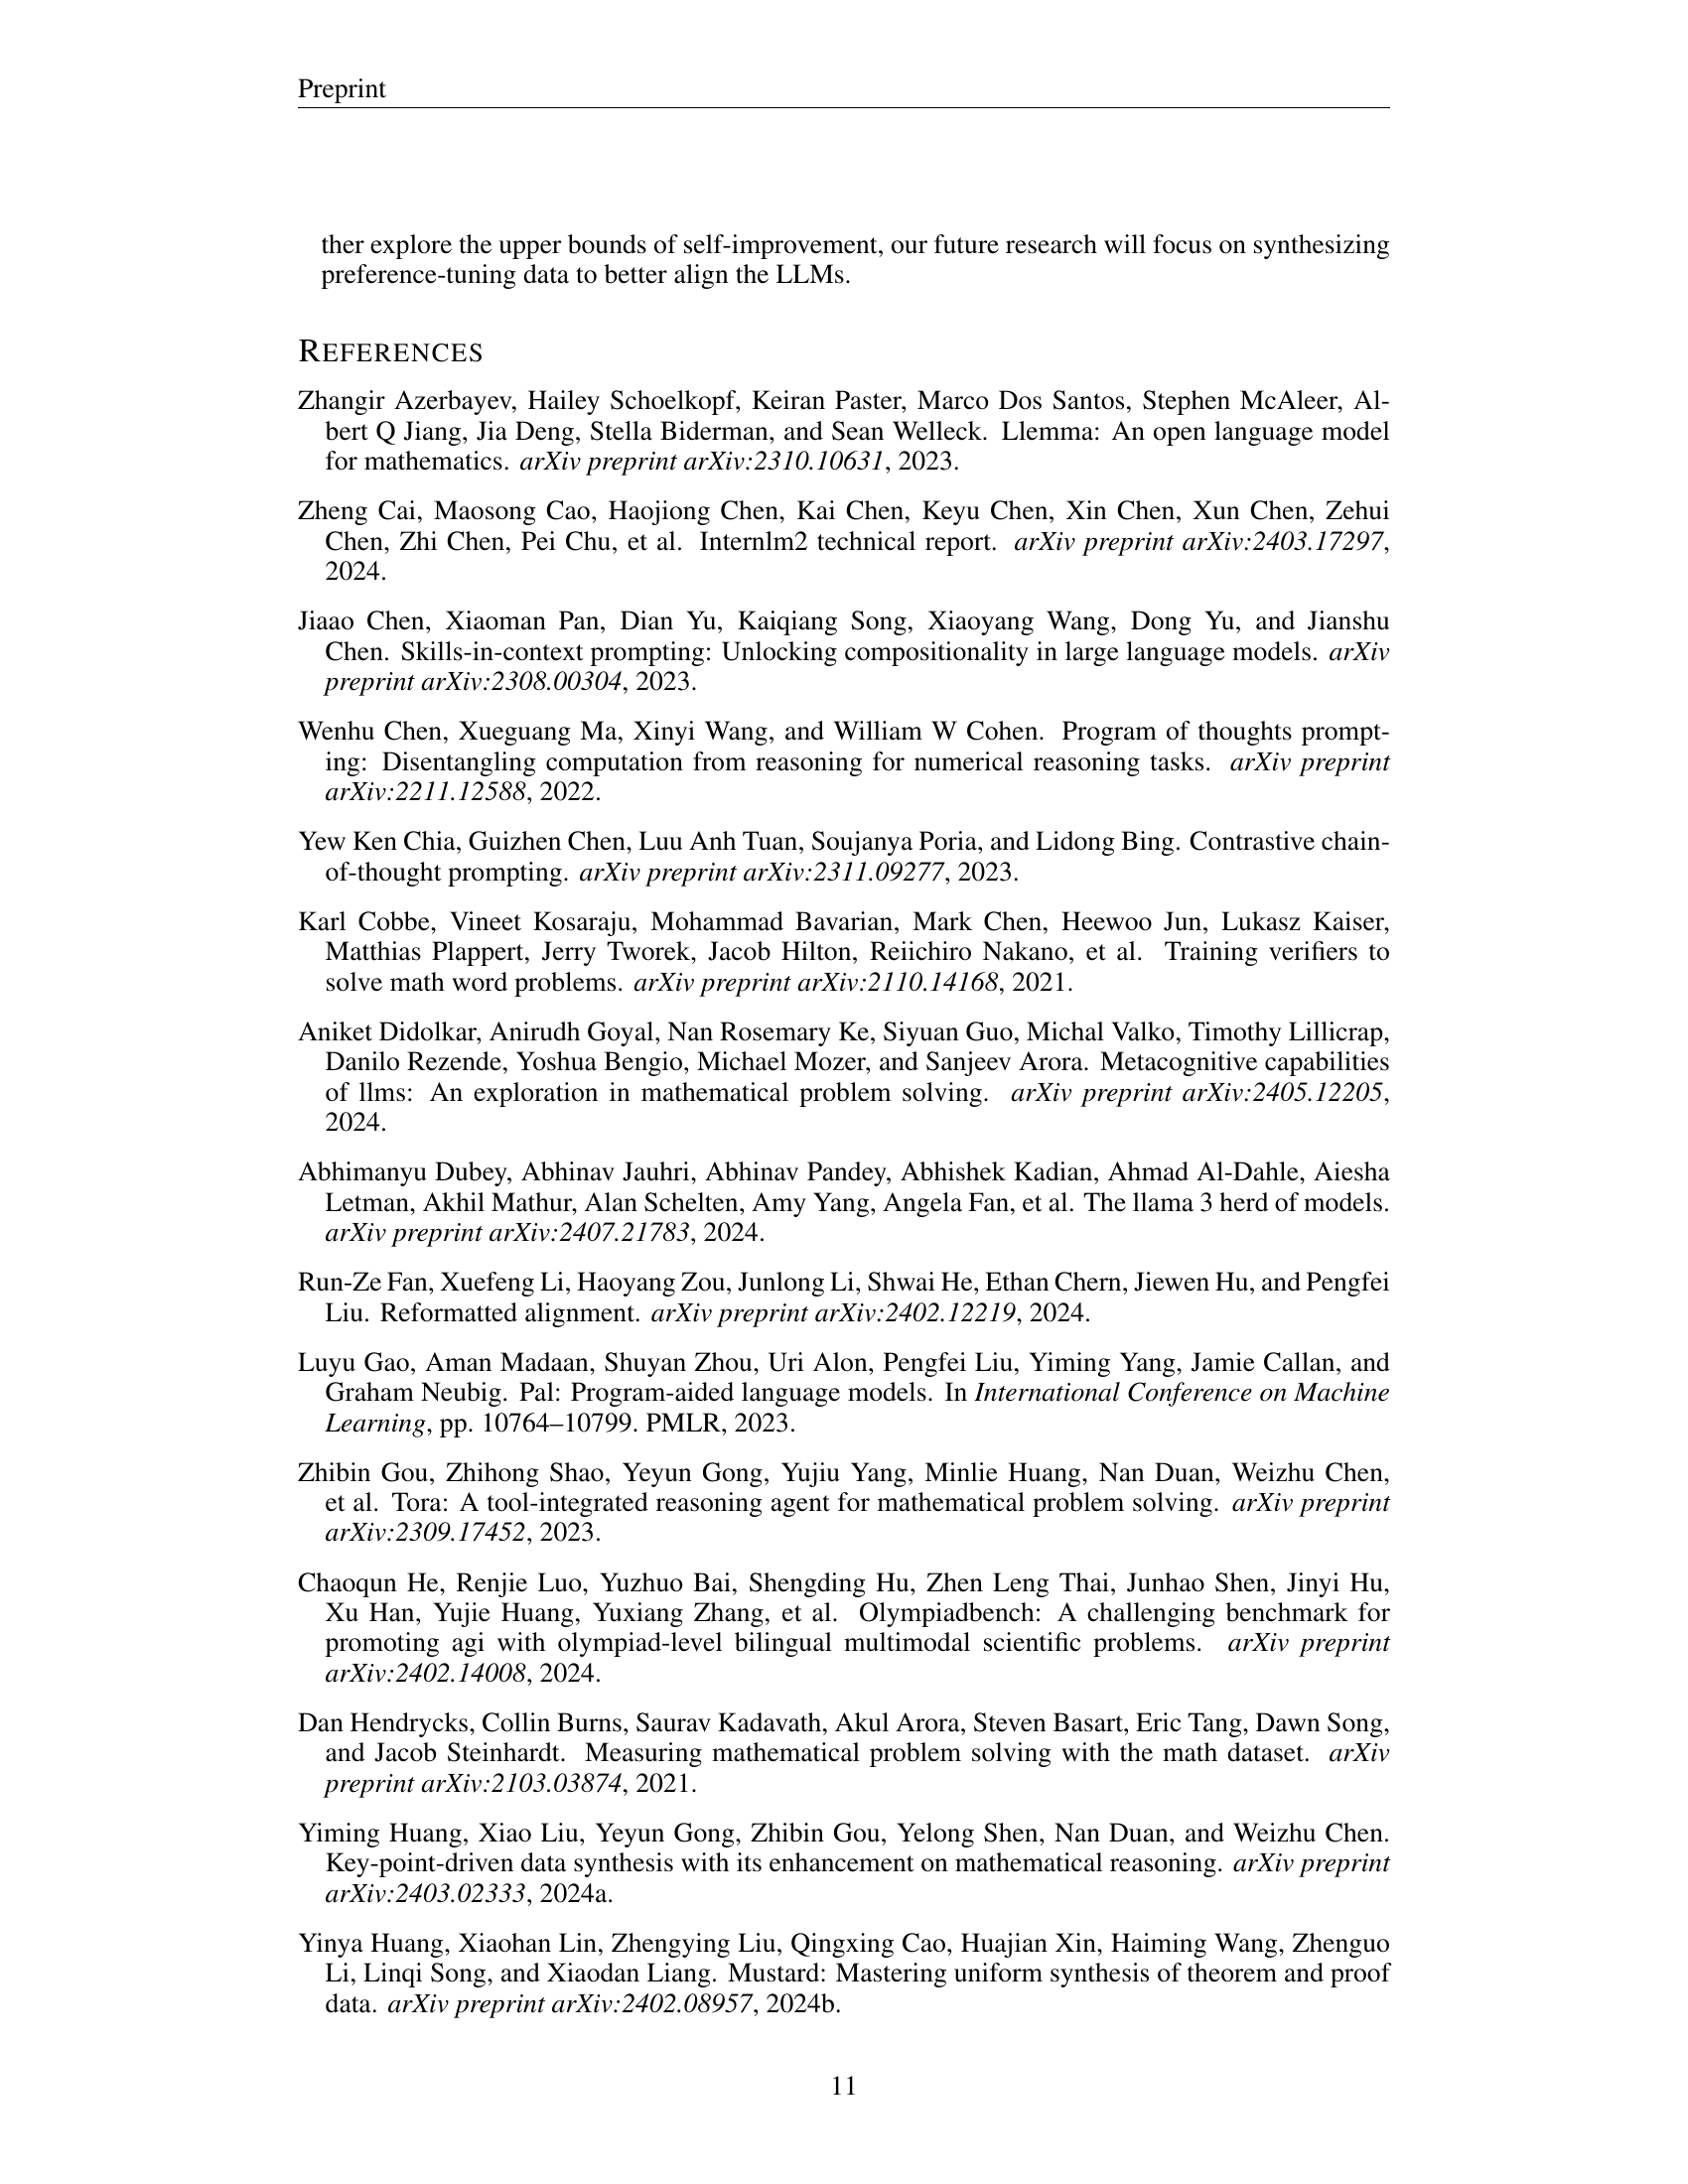 Preprint
ther explore the upper bounds of self-improvement, our future research will focus on synthesizing
preference-tuning data to better align the LLMs.
REFERENCES
Zhangir Azerbayev, Hailey Schoelkopf, Keiran Paster, Marco Dos Santos, Stephen McAleer, Al-
bert Q Jiang, Jia Deng, Stella Biderman, and Sean Welleck. Llemma: An open language model
for mathematics. arXiv preprint arXiv:2310.10631, 2023.
Zheng Cai, Maosong Cao, Haojiong Chen, Kai Chen, Keyu Chen, Xin Chen, Xun Chen, Zehui
Chen, Zhi Chen, Pei Chu, et al. Internlm2 technical report. arXiv preprint arXiv:2403.17297,
2024.
Jiaao Chen, Xiaoman Pan, Dian Yu, Kaiqiang Song, Xiaoyang Wang, Dong Yu, and Jianshu
Chen. Skills-in-context prompting: Unlocking compositionality in large language models. arXiv
preprint arXiv:2308.00304, 2023.
Wenhu Chen, Xueguang Ma, Xinyi Wang, and William W Cohen. Program of thoughts prompt-
ing: Disentangling computation from reasoning for numerical reasoning tasks. arXiv preprint
arXiv:2211.12588, 2022.
Yew Ken Chia, Guizhen Chen, Luu Anh Tuan, Soujanya Poria, and Lidong Bing. Contrastive chain-
of-thought prompting. arXiv preprint arXiv:2311.09277, 2023.
Karl Cobbe, Vineet Kosaraju, Mohammad Bavarian, Mark Chen, Heewoo Jun, Lukasz Kaiser,
Matthias Plappert, Jerry Tworek, Jacob Hilton, Reiichiro Nakano, et al. Training verifiers to
solve math word problems. arXiv preprint arXiv:2110.14168, 2021.
Aniket Didolkar, Anirudh Goyal, Nan Rosemary Ke, Siyuan Guo, Michal Valko, Timothy Lillicrap,
Danilo Rezende, Yoshua Bengio, Michael Mozer, and Sanjeev Arora. Metacognitive capabilities
of llms: An exploration in mathematical problem solving. arXiv preprint arXiv:2405.12205,
2024.
Abhimanyu Dubey, Abhinav Jauhri, Abhinav Pandey, Abhishek Kadian, Ahmad Al-Dahle, Aiesha
Letman, Akhil Mathur, Alan Schelten, Amy Yang, Angela Fan, et al. The llama 3 herd of models.
arXiv preprint arXiv:2407.21783, 2024.
Run-Ze Fan, Xuefeng Li, Haoyang Zou, Junlong Li, Shwai He, Ethan Chern, Jiewen Hu, and Pengfei
Liu. Reformatted alignment. arXiv preprint arXiv:2402.12219, 2024.
Luyu Gao, Aman Madaan, Shuyan Zhou, Uri Alon, Pengfei Liu, Yiming Yang, Jamie Callan, and
Graham Neubig. Pal: Program-aided language models. In International Conference on Machine
Learning, pp. 10764–10799. PMLR, 2023.
Zhibin Gou, Zhihong Shao, Yeyun Gong, Yujiu Yang, Minlie Huang, Nan Duan, Weizhu Chen,
et al. Tora: A tool-integrated reasoning agent for mathematical problem solving. arXiv preprint
arXiv:2309.17452, 2023.
Chaoqun He, Renjie Luo, Yuzhuo Bai, Shengding Hu, Zhen Leng Thai, Junhao Shen, Jinyi Hu,
Xu Han, Yujie Huang, Yuxiang Zhang, et al. Olympiadbench: A challenging benchmark for
promoting agi with olympiad-level bilingual multimodal scientific problems. arXiv preprint
arXiv:2402.14008, 2024.
Dan Hendrycks, Collin Burns, Saurav Kadavath, Akul Arora, Steven Basart, Eric Tang, Dawn Song,
and Jacob Steinhardt. Measuring mathematical problem solving with the math dataset. arXiv
preprint arXiv:2103.03874, 2021.
Yiming Huang, Xiao Liu, Yeyun Gong, Zhibin Gou, Yelong Shen, Nan Duan, and Weizhu Chen.
Key-point-driven data synthesis with its enhancement on mathematical reasoning. arXiv preprint
arXiv:2403.02333, 2024a.
Yinya Huang, Xiaohan Lin, Zhengying Liu, Qingxing Cao, Huajian Xin, Haiming Wang, Zhenguo
Li, Linqi Song, and Xiaodan Liang. Mustard: Mastering uniform synthesis of theorem and proof
data. arXiv preprint arXiv:2402.08957, 2024b.
11